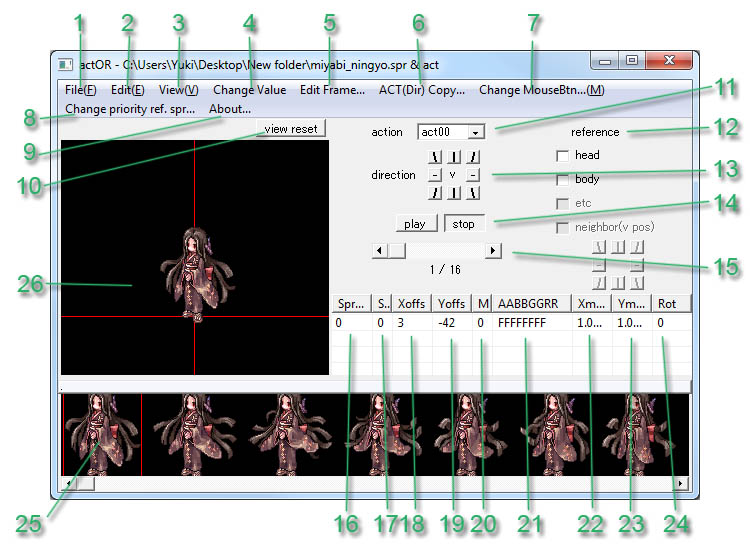 1 2 3 4 5 6 7
actOR - C:\Users\Yuki\Desktop\New folder\miyabi_ningyo.spr & act
File(F) Edit(E) View(V) Change Value Edit Frame... ACT(Dir) Copy... Change MouseBtn...(M)
8 Change priority ref. spr... About... 11
9 10 view reset action act00 reference 12
head
direction v 13
body
etc 14
play stop neighbor(v pos)
15
1 / 16
26
Spr... S.. Xoffs Yoffs M AABBGGRR Xm... Ym... Rot
0 0 3 -42 0 FFFFFFFF 1.0... 1.0... 0
25 16 17 18 19 20 21 22 23 24